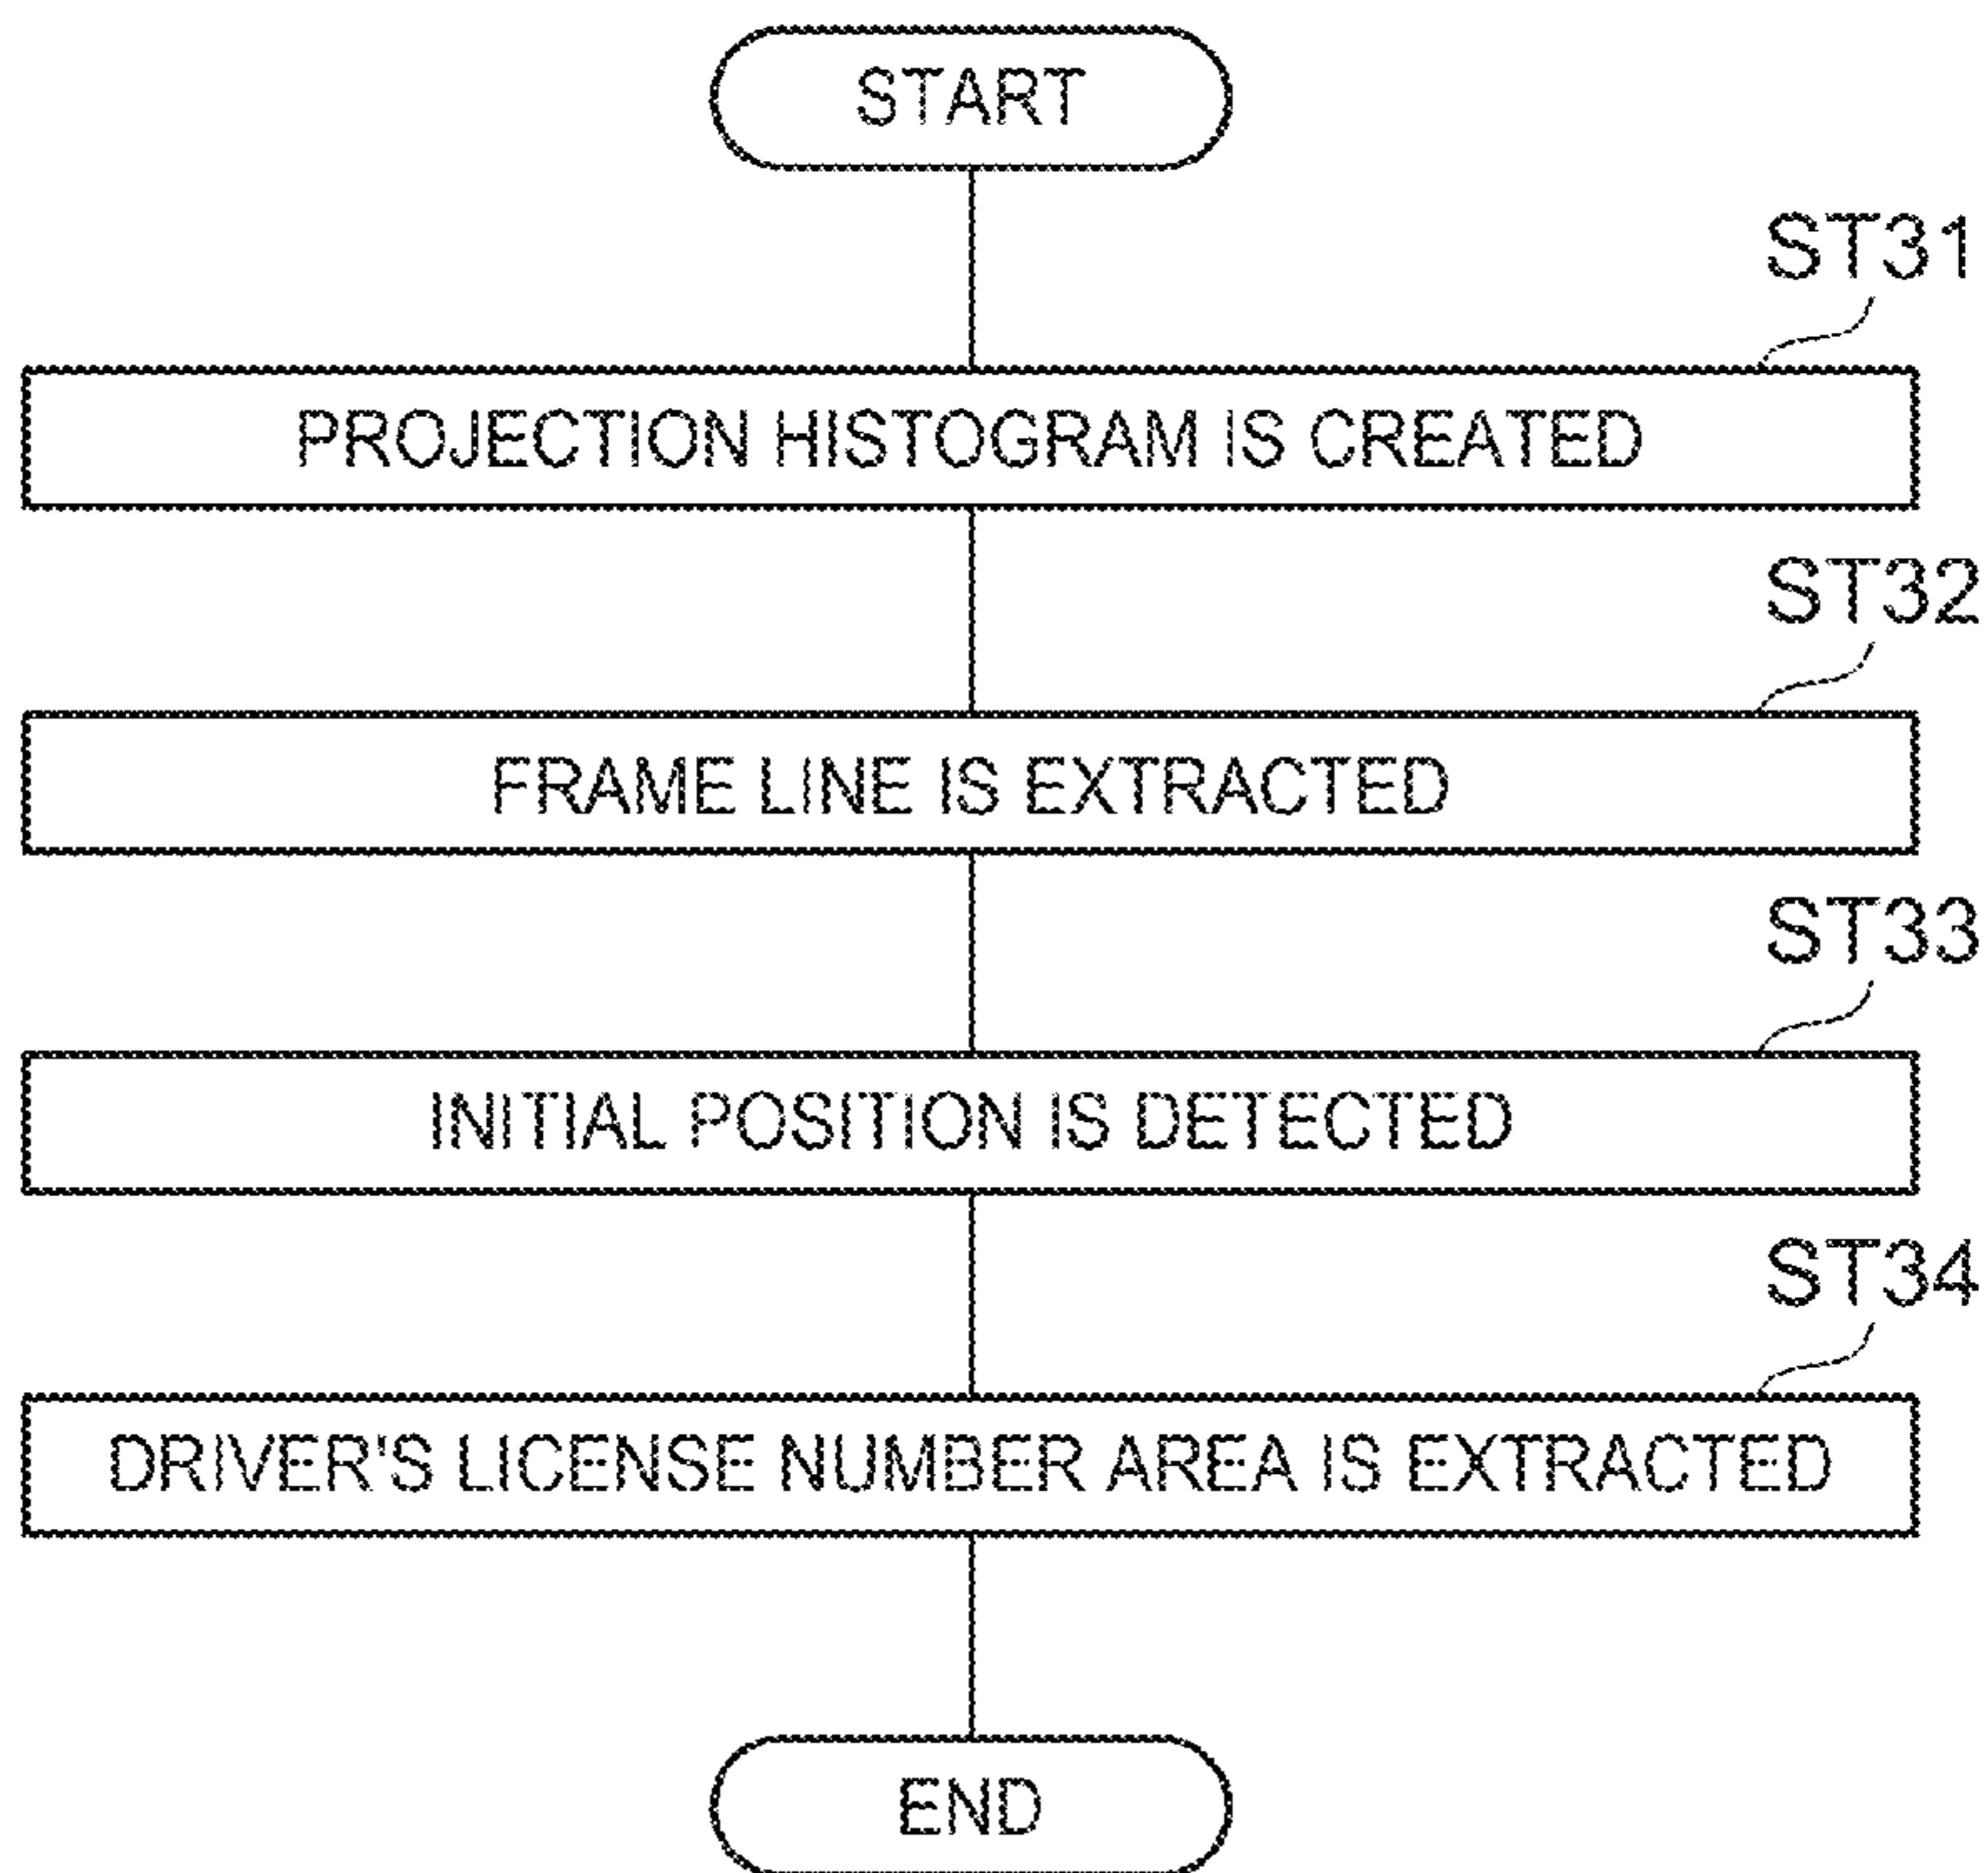 START
ST31
PROJECTION HISTOGRAM IS CREATED
ST32
FRAME LINE IS EXTRACTED
ST33
INITIAL POSITION IS DETECTED
ST34
DRIVER'S LICENSE NUMBER AREA IS EXTRACTED
END